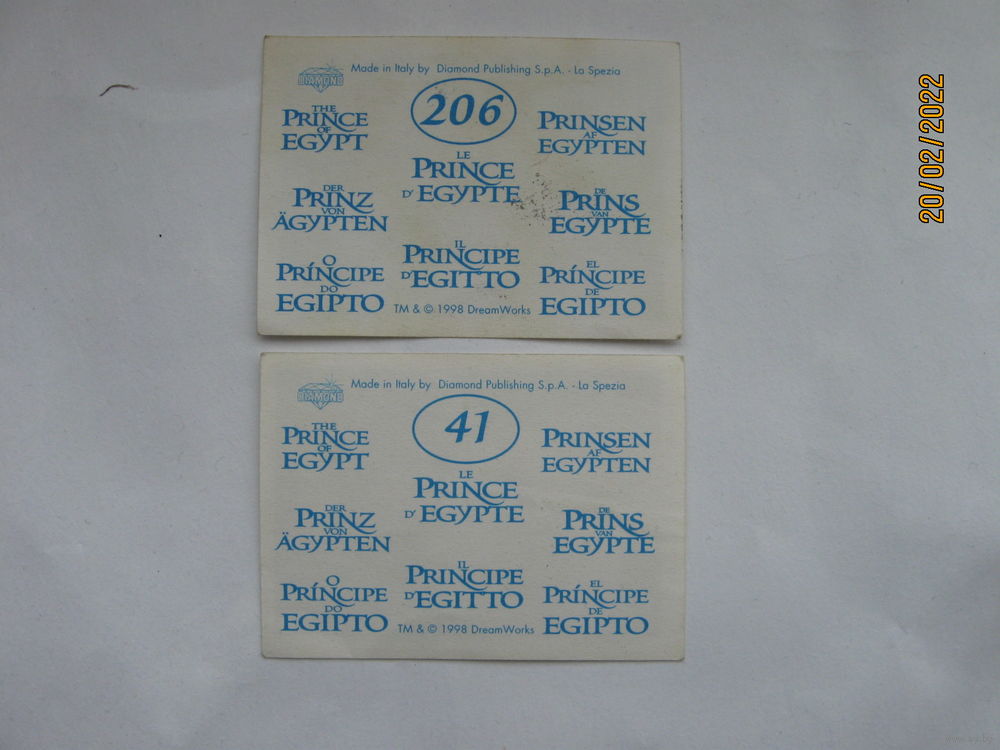 Made in Italy by Diamond Publishing S.p.A. - La Spezia
DIAMOND
206
THE
PRINCE
OF
EGYPT
PRINSEN
AF
EGYPTEN
LE
PRINCE
D' EGYPTE
DER
PRINZ
VON
ÄGYPTEN
DE
PRINS
VAN
EGYPTE
IL
PRINCIPE
D'EGITTO
O
PRÍNCIPE
DO
EGIPTO
EL
PRÍNCIPE
DE
EGIPTO
TM & © 1998 DreamWorks
Made in Italy by Diamond Publishing S.p.A. - La Spezia
DIAMOND
41
THE
PRINCE
OF
EGYPT
PRINSEN
AF
EGYPTEN
LE
PRINCE
D' EGYPTE
DER
PRINZ
VON
ÄGYPTEN
DE
PRINS
VAN
EGYPTE
IL
PRINCIPE
D'EGITTO
O
PRÍNCIPE
DO
EGIPTO
EL
PRÍNCIPE
DE
EGIPTO
TM & © 1998 DreamWorks
20/02/2022